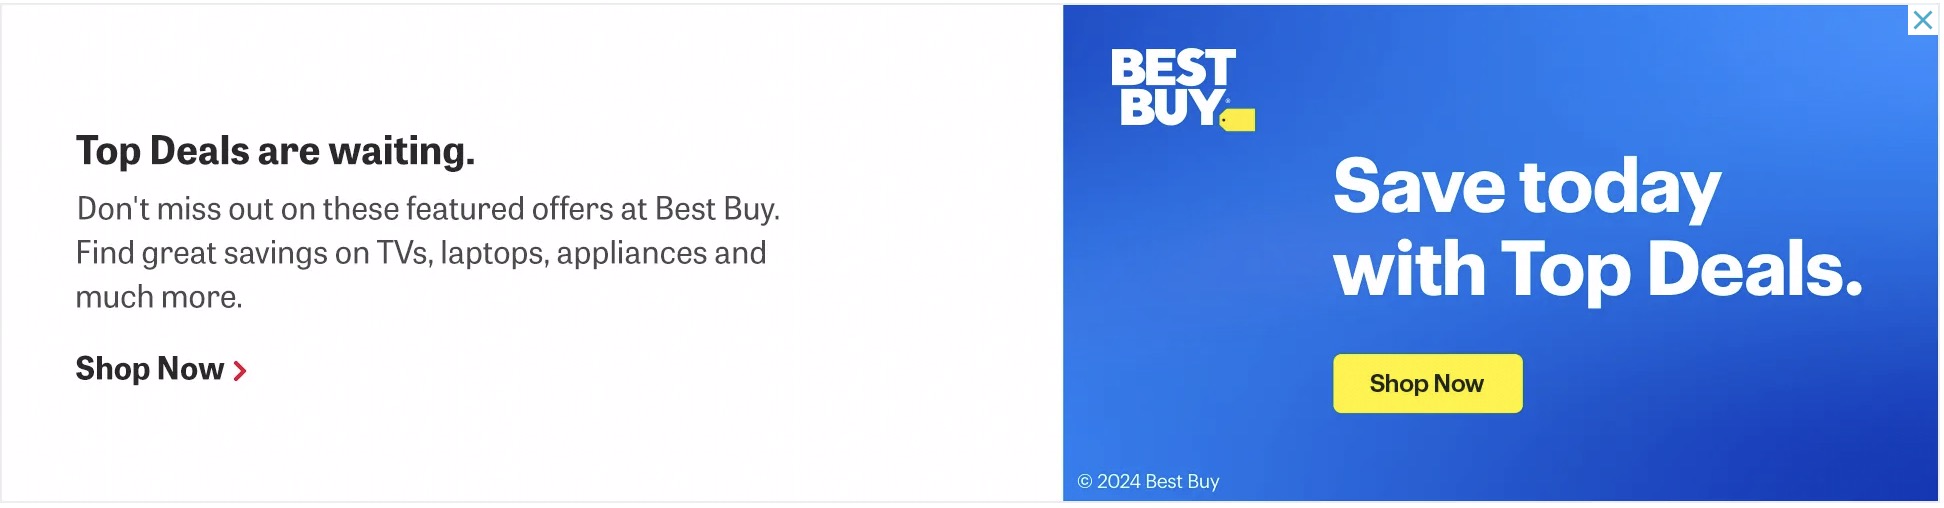 Top Deals are waiting.
Don't miss out on these featured offers at Best Buy.
Find great savings on TVs, laptops, appliances and
much more.
Shop Now
BEST
BUY®
Save today
with Top Deals.
Shop Now
© 2024 Best Buy